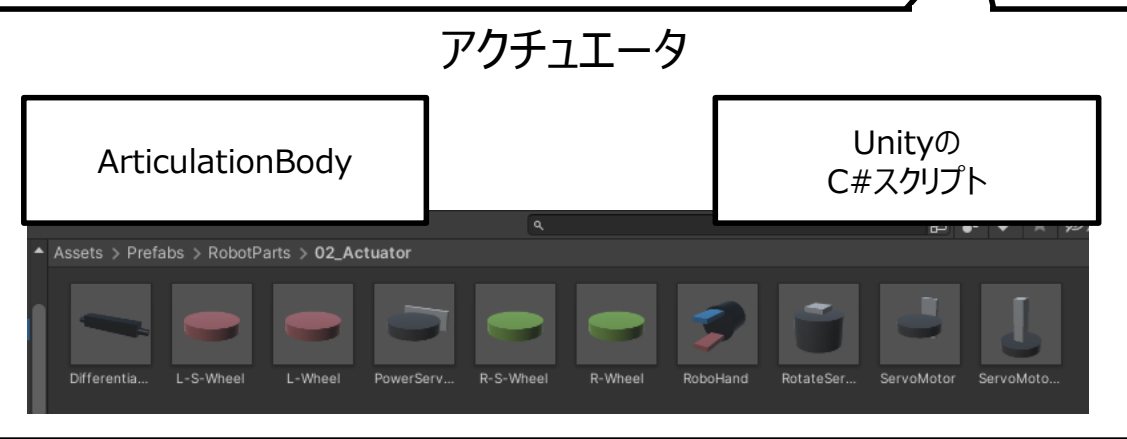 アクチュエータ
ArticulationBody
Unityの
C#スクリプト
Assets > Prefabs > RobotParts > 02_Actuator
Differentia...
L-S-Wheel
L-Wheel
PowerServ...
R-S-Wheel
R-Wheel
RoboHand
RotateSer...
ServoMotor
ServoMoto...